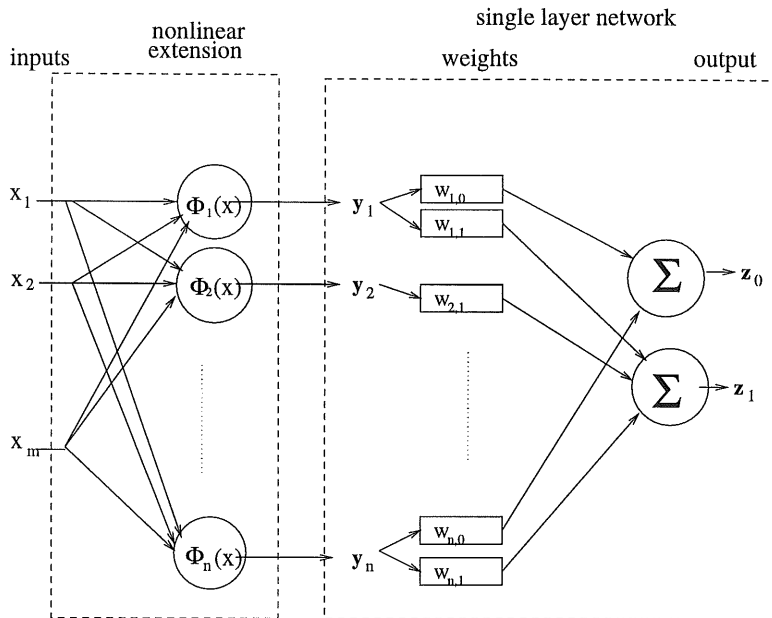 single layer network
nonlinear
extension
inputs
weights
output
x₁
Φ₁(x)
y₁
w₁,₀
w₁,₁
x₂
Φ₂(x)
y₂
w₂,₁
Σ
z₀
Σ
z₁
xₘ
Φₙ(x)
yₙ
wₙ,₀
wₙ,₁